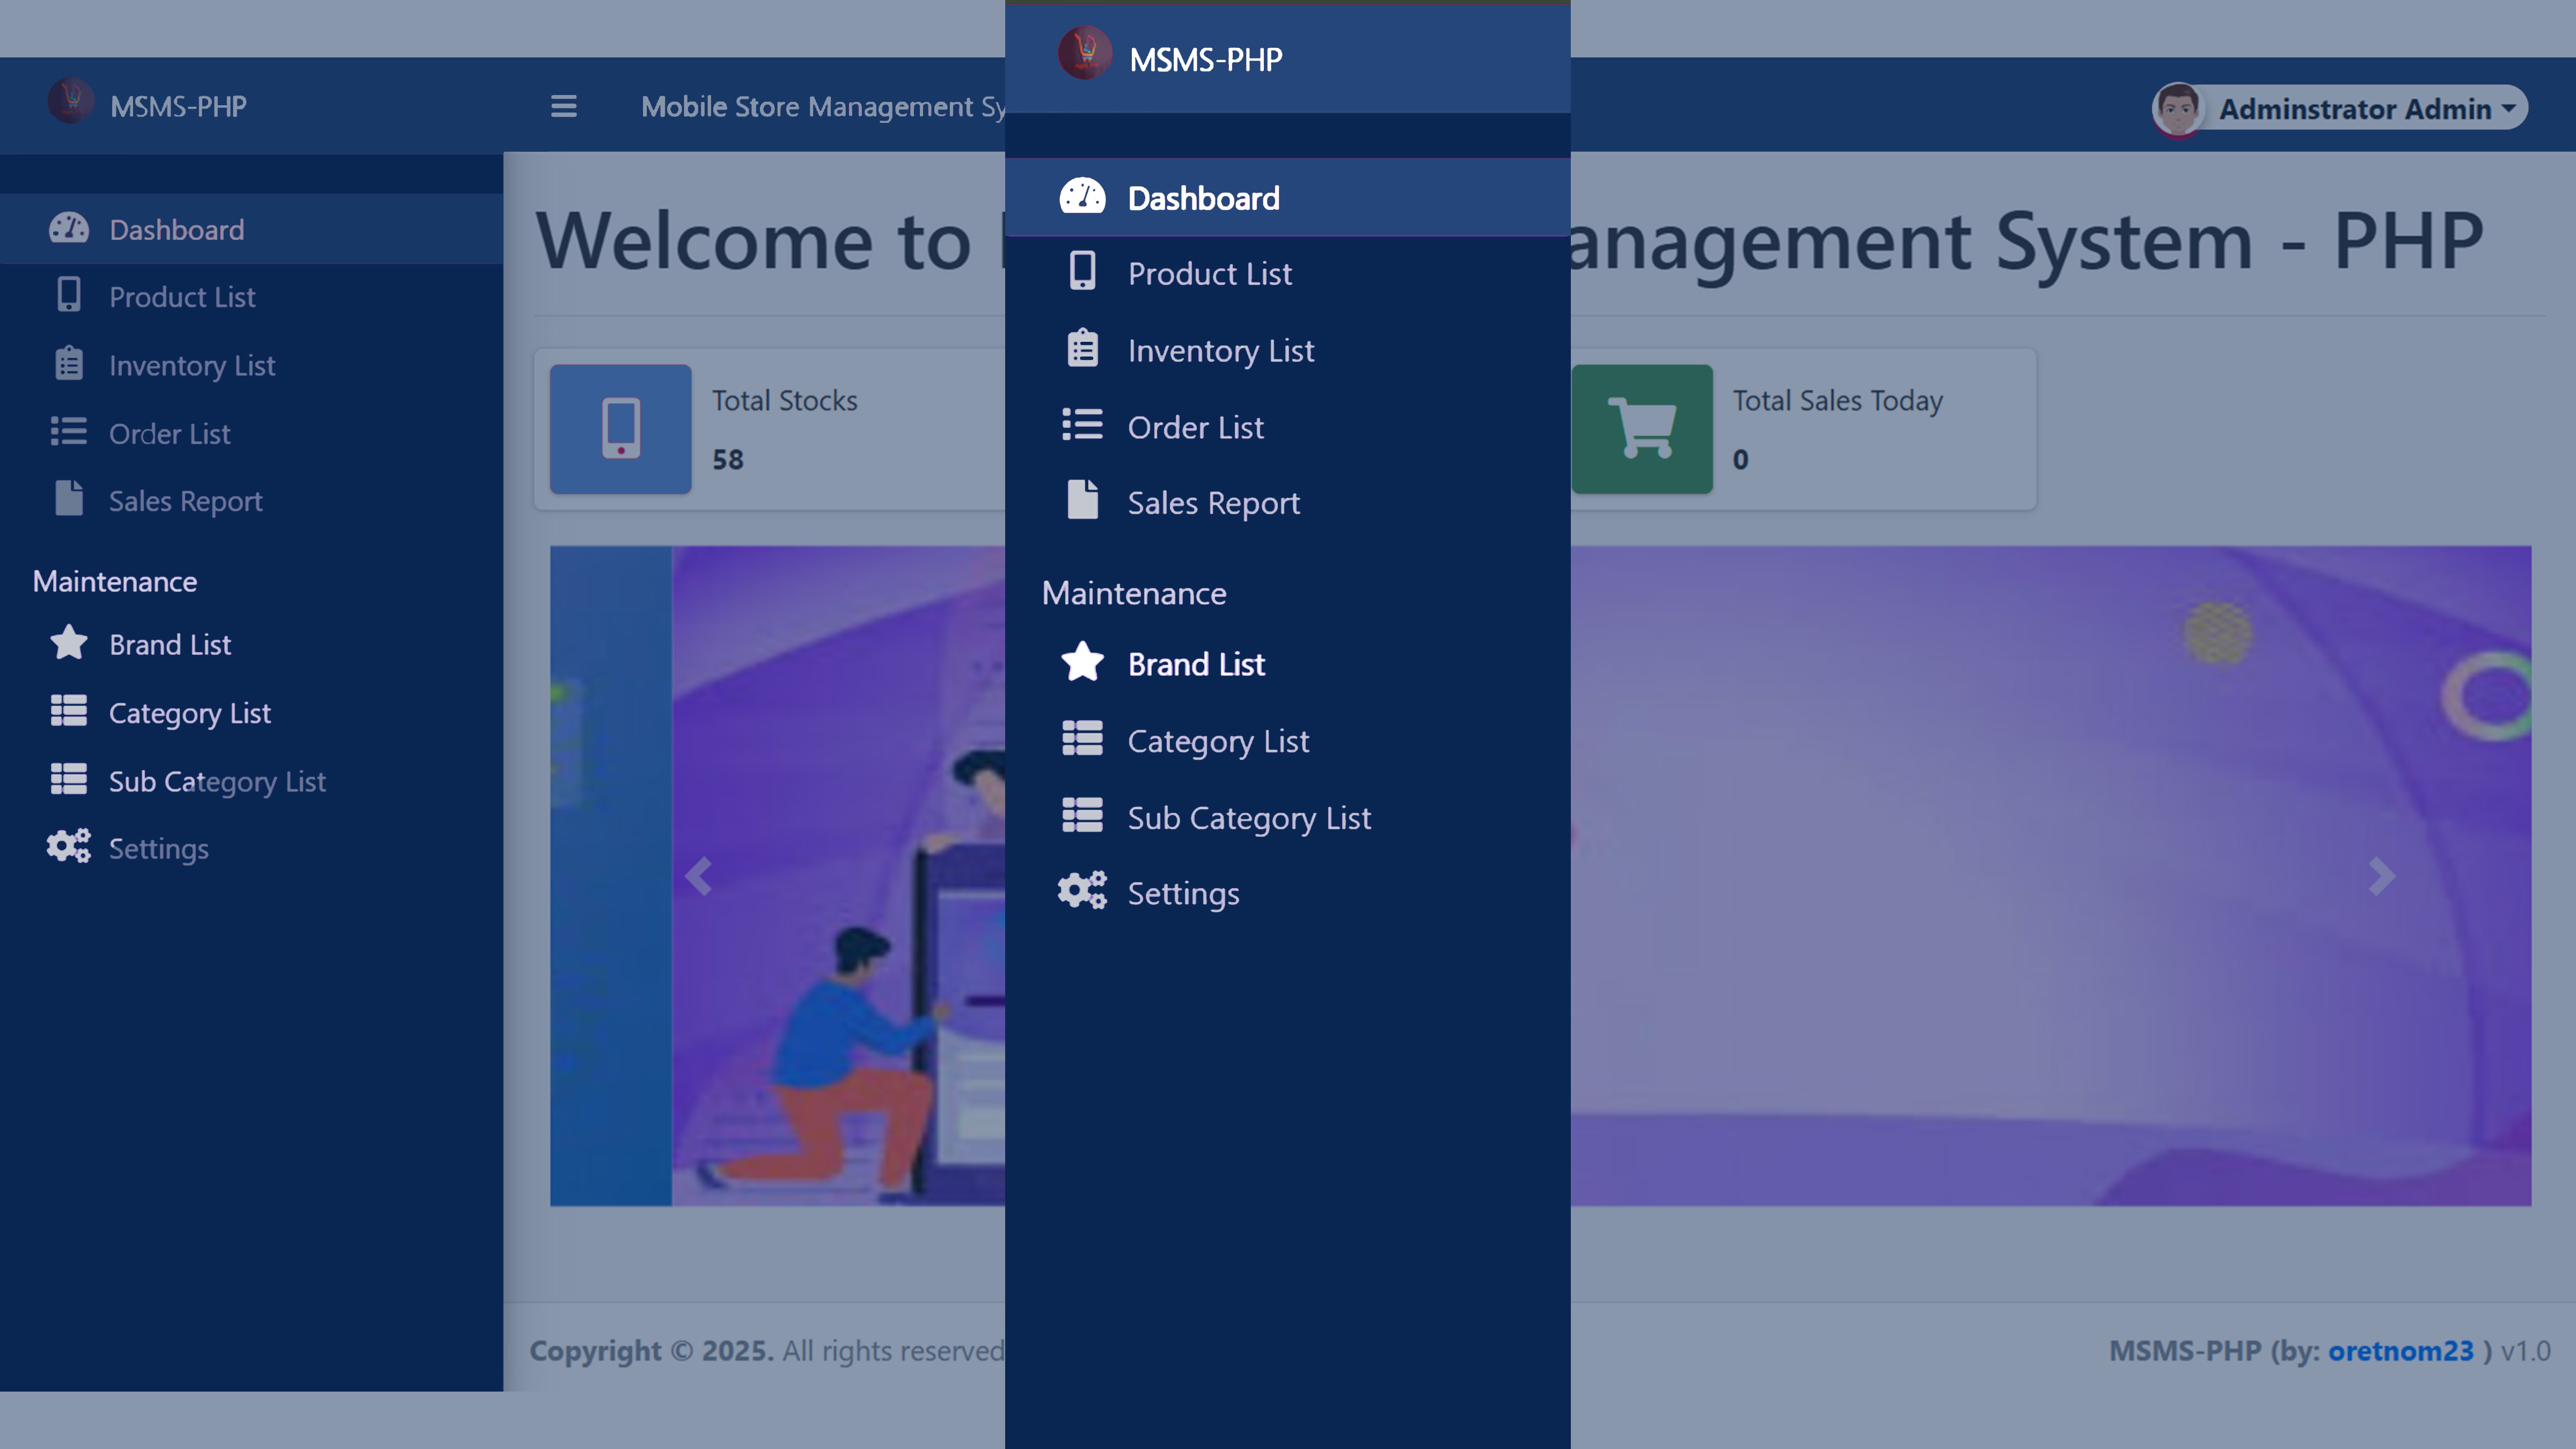 MSMS-PHP
Mobile Store Management Sy
Adminstrator Admin
Dashboard
Product List
Inventory List
Order List
Sales Report
Maintenance
Brand List
Category List
Sub Category List
Settings
MSMS-PHP
Dashboard
Product List
Inventory List
Order List
Sales Report
Maintenance
Brand List
Category List
Sub Category List
Settings
Welcome to
anagement System - PHP
Total Stocks
58
Total Sales Today
0
Copyright © 2025. All rights reserved
MSMS-PHP (by: oretnom23 ) v1.0